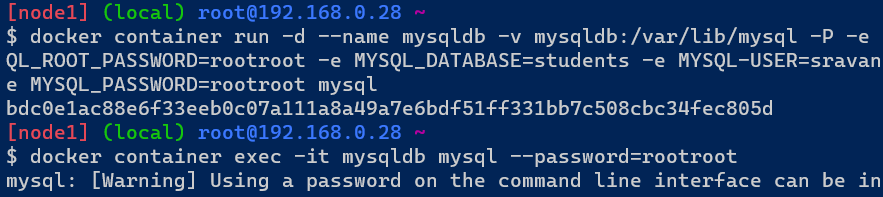 [node1] (local) root@192.168.0.28 ~
$ docker container run -d --name mysqldb -v mysqldb:/var/lib/mysql -P -e
QL_ROOT_PASSWORD=rootroot -e MYSQL_DATABASE=students -e MYSQL-USER=sravan
e MYSQL_PASSWORD=rootroot mysql
bdc0e1ac88e6f33eeb0c07a111a8a49a7e6bdf51ff331bb7c508cbc34fec805d
[node1] (local) root@192.168.0.28 ~
$ docker container exec -it mysqldb mysql --password=rootroot
mysql: [Warning] Using a password on the command line interface can be in